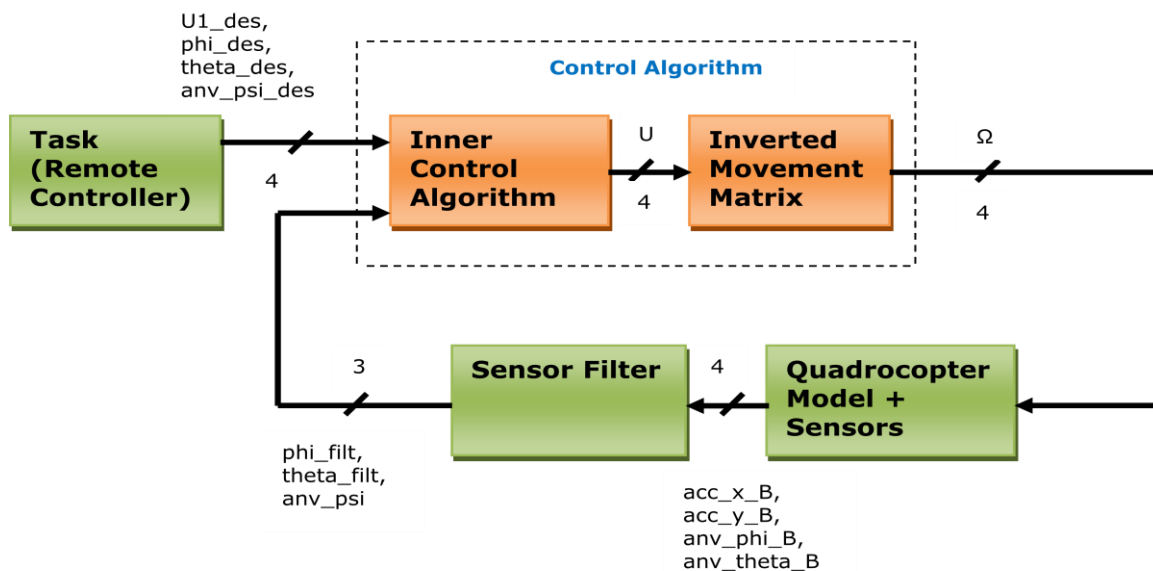 U1_des,
phi_des,
theta_des,
anv_psi_des
Control Algorithm
Task
(Remote
Controller)
4
Inner
Control
Algorithm
U
4
Inverted
Movement
Matrix
Ω
4
3
Sensor Filter
4
Quadrocopter
Model +
Sensors
phi_filt,
theta_filt,
anv_psi
acc_x_B,
acc_y_B,
anv_phi_B,
anv_theta_B